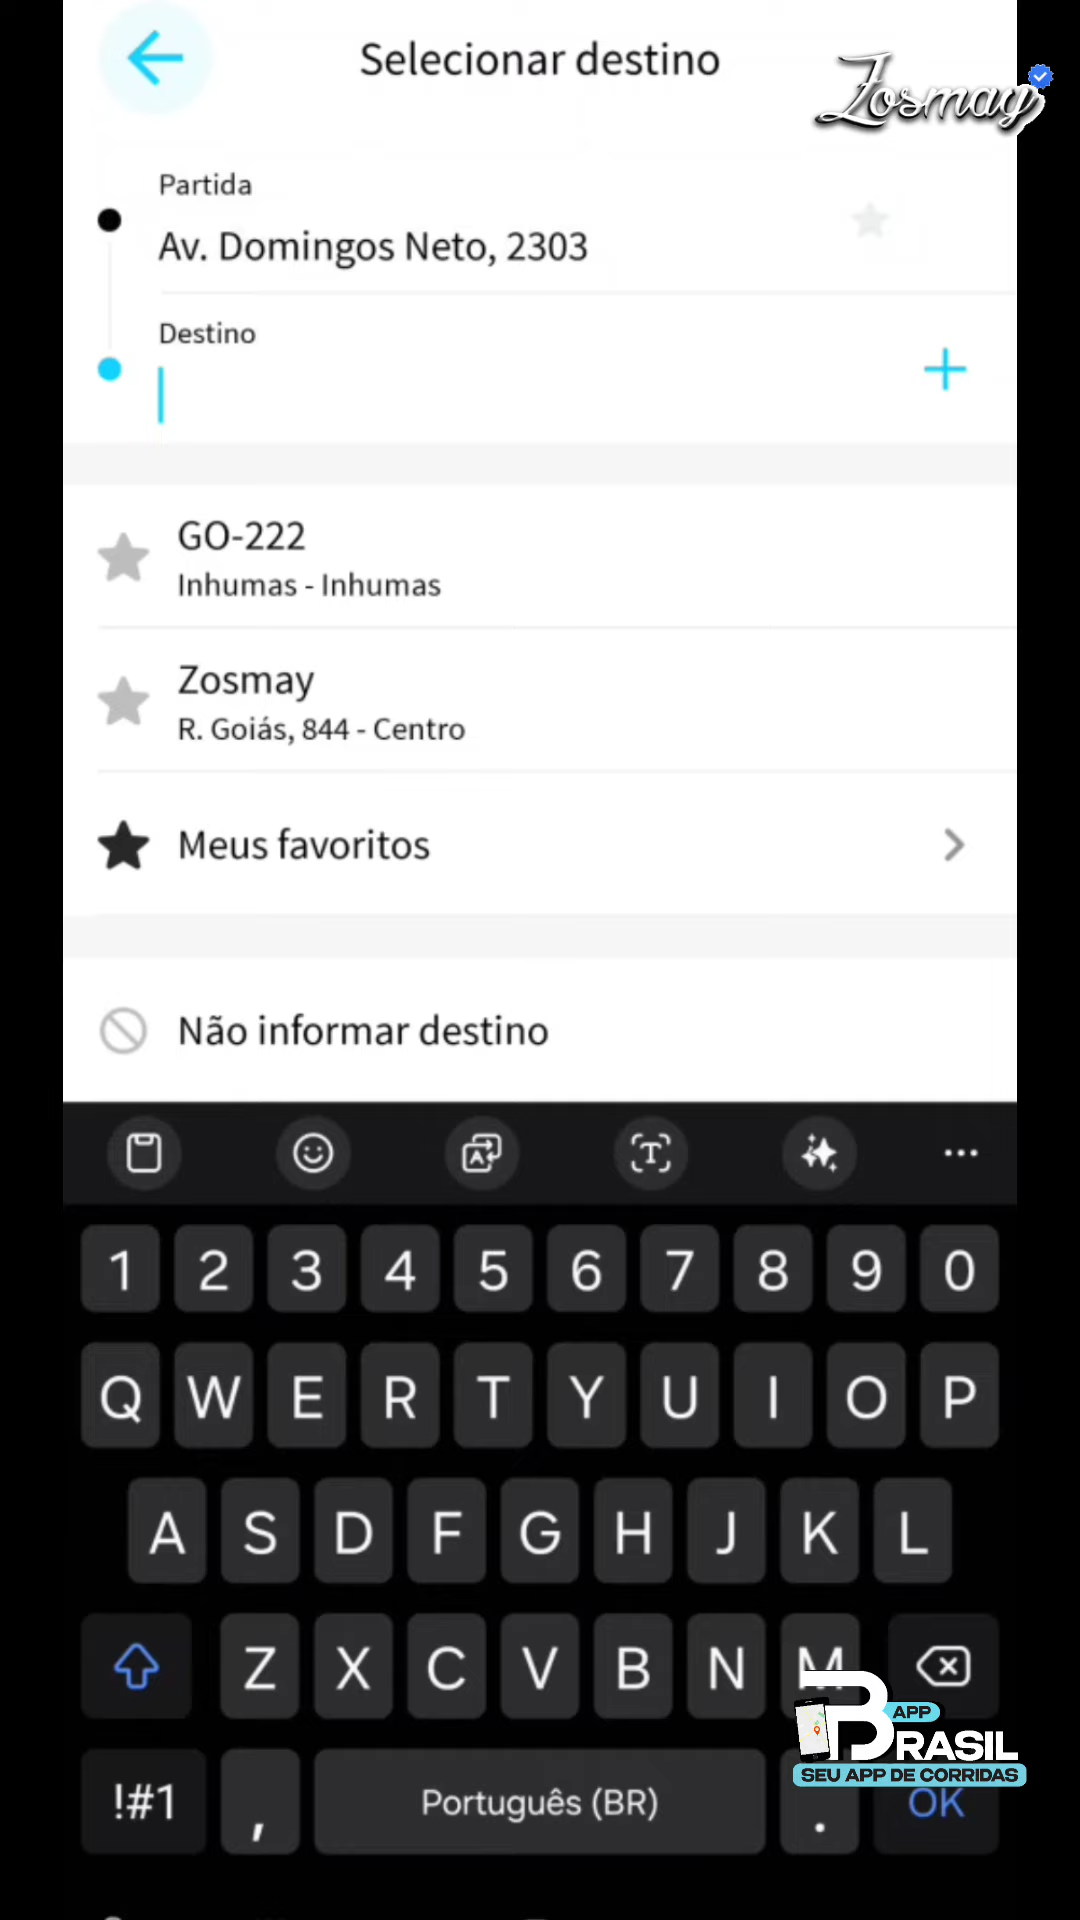 Selecionar destino
Zosmay
Partida
Av. Domingos Neto, 2303
Destino
GO-222
Inhumas - Inhumas
Zosmay
R. Goiás, 844 - Centro
Meus favoritos
Não informar destino
1 2 3 4 5 6 7 8 9 0
Q W E R T Y U I O P
A S D F G H J K L
Z X C V B N M
APP
BRASIL
SEU APP DE CORRIDAS
!#1 , Português (BR) . OK